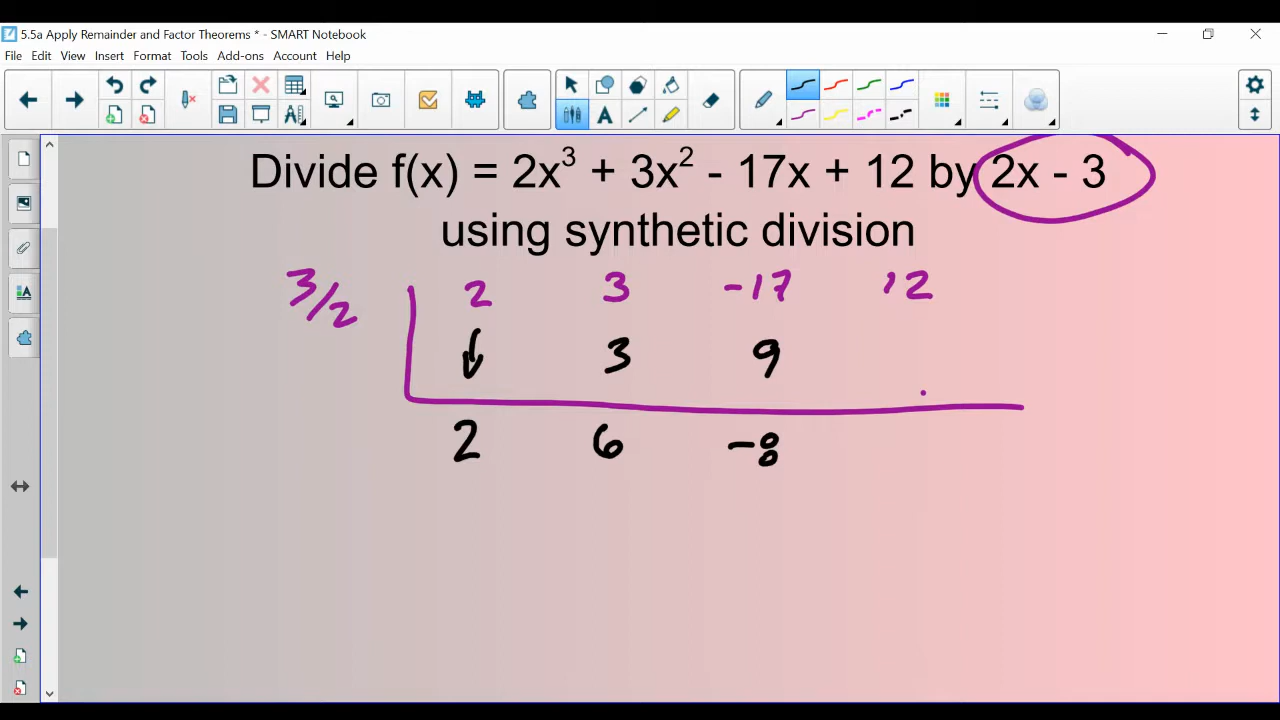 5.5a Apply Remainder and Factor Theorems * - SMART Notebook
File Edit View Insert Format Tools Add-ons Account Help
Divide f(x) = 2x³ + 3x² - 17x + 12 by 2x - 3
using synthetic division
3/2 2 3 -17 12
3 9
2 6 -8